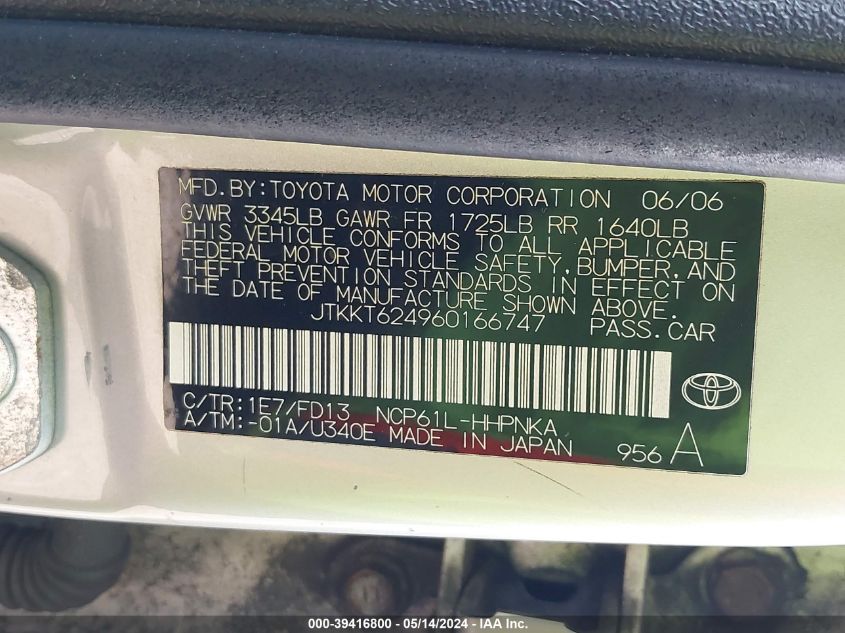 MFD.BY:TOYOTA MOTOR CORPORATION 06/06
GVWR 3345LB GAWR FR 1725LB RR 1640LB
THIS VEHICLE CONFORMS TO ALL APPLICABLE
FEDERAL MOTOR VEHICLE SAFETY, BUMPER, AND
THEFT PREVENTION STANDARDS IN EFFECT ON
THE DATE OF MANUFACTURE SHOWN ABOVE.
JTKKT624960166747 PASS.CAR
C/TR:1E7/FD13 NCP61L-HHPNKA
A/TM:-01A/U340E MADE IN JAPAN
956 A
000-39416800 - 05/14/2024 - IAA Inc.